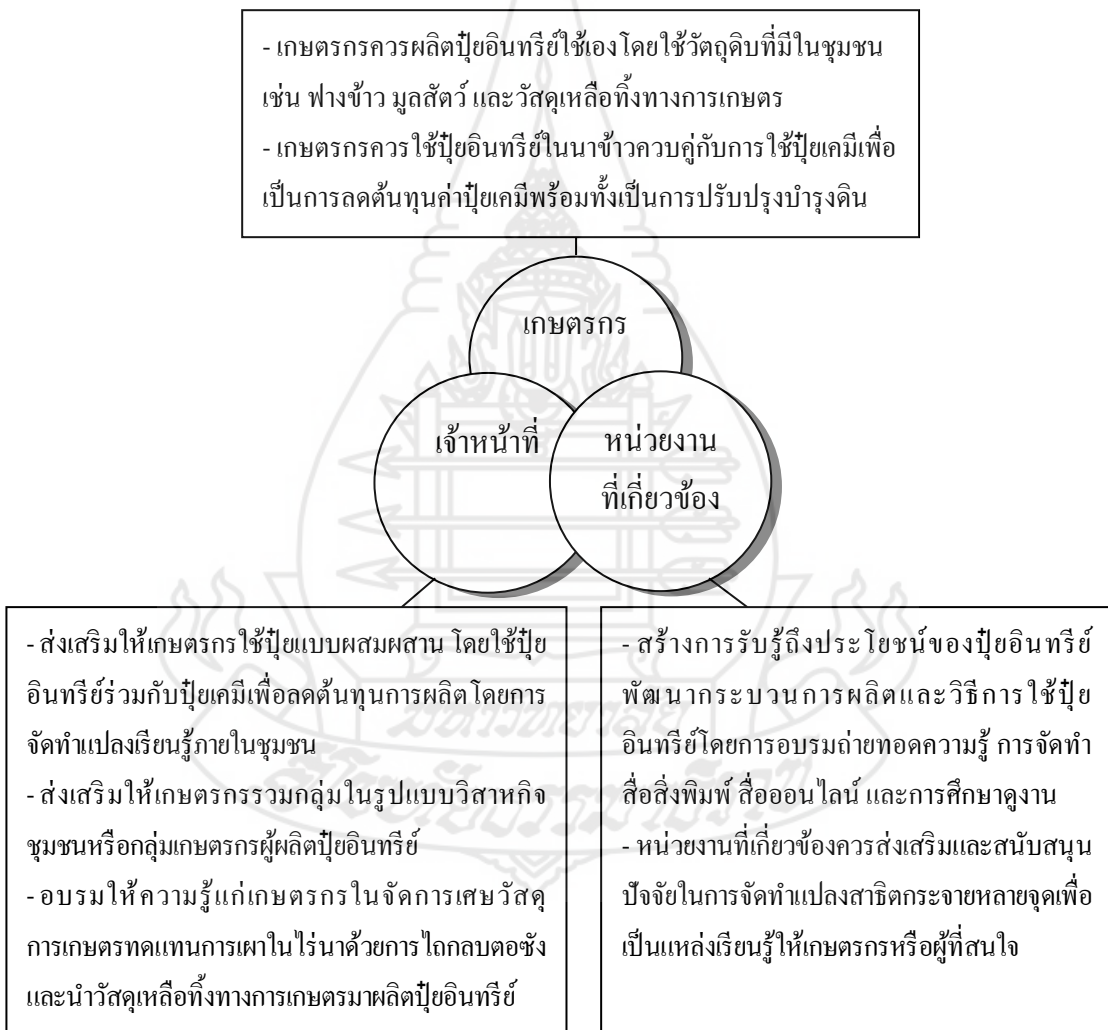 - เกษตรกรควรผลิตปุ๋ยอินทรีย์ใช้เองโดยใช้วัตถุดิบที่มีในชุมชน
เช่น ฟางข้าว มูลสัตว์ และวัสดุเหลือทิ้งทางการเกษตร
- เกษตรกรควรใช้ปุ๋ยอินทรีย์ในนาข้าวควบคู่กับการใช้ปุ๋ยเคมีเพื่อ
เป็นการลดต้นทุนค่าปุ๋ยเคมีพร้อมทั้งเป็นการปรับปรุงบำรุงดิน
เกษตรกร
เจ้าหน้าที่
หน่วยงาน
ที่เกี่ยวข้อง
- ส่งเสริมให้เกษตรกรใช้ปุ๋ยแบบผสมผสาน โดยใช้ปุ๋ย
อินทรีย์ร่วมกับปุ๋ยเคมีเพื่อลดต้นทุนการผลิตโดยการ
จัดทำแปลงเรียนรู้ภายในชุมชน
- ส่งเสริมให้เกษตรกรรวมกลุ่มในรูปแบบวิสาหกิจ
ชุมชนหรือกลุ่มเกษตรกรผู้ผลิตปุ๋ยอินทรีย์
- อบรมให้ความรู้แก่เกษตรกรในจัดการเศษวัสดุ
การเกษตรทดแทนการเผาในไร่นาด้วยการไถกลบตอซัง
และนำวัสดุเหลือทิ้งทางการเกษตรมาผลิตปุ๋ยอินทรีย์
- สร้างการรับรู้ถึงประโยชน์ของปุ๋ยอินทรีย์
พัฒนากระบวนการผลิตและวิธีการใช้ปุ๋ย
อินทรีย์โดยการอบรมถ่ายทอดความรู้ การจัดทำ
สื่อสิ่งพิมพ์ สื่อออนไลน์ และการศึกษาดูงาน
- หน่วยงานที่เกี่ยวข้องควรส่งเสริมและสนับสนุน
ปัจจัยในการจัดทำแปลงสาธิตกระจายหลายจุดเพื่อ
เป็นแหล่งเรียนรู้ให้เกษตรกรหรือผู้ที่สนใจ
มหาวิทยาลัย
สุโขทัยธรรมาธิราช